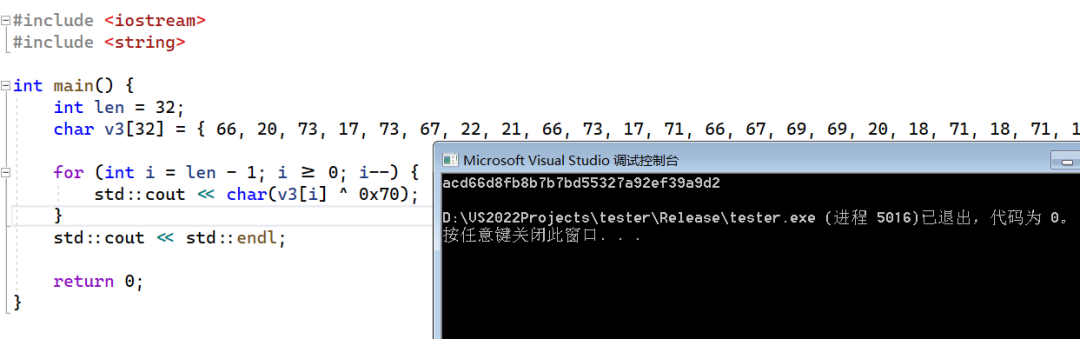 #include <iostream>
#include <string>
int main() {
int len = 32;
char v3[32] = { 66, 20, 73, 17, 73, 67, 22, 21, 66, 73, 17, 71, 66, 67, 69, 69, 20, 18, 71, 18, 71, 1
for (int i = len - 1; i ≥ 0; i--) {
std::cout << char(v3[i] ^ 0x70);
}
std::cout << std::endl;
return 0;
}
Microsoft Visual Studio 调试控制台
acd66d8fb8b7b7bd55327a92ef39a9d2
D:\VS2022Projects\tester\Release\tester.exe (进程 5016)已退出，代码为 0。
按任意键关闭此窗口. . .